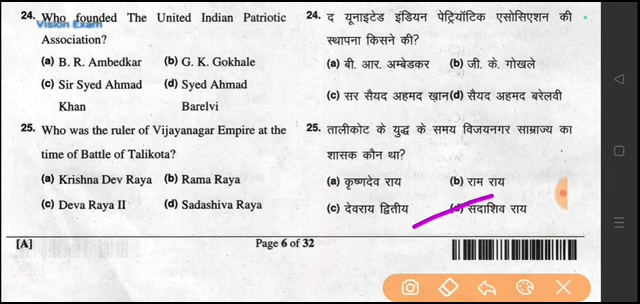 24. Who founded The United Indian Patriotic
Vision Exam
Association?
(a) B. R. Ambedkar (b) G. K. Gokhale
(c) Sir Syed Ahmad (d) Syed Ahmad
Khan Barelvi
25. Who was the ruler of Vijayanagar Empire at the
time of Battle of Talikota?
(a) Krishna Dev Raya (b) Rama Raya
(c) Deva Raya II (d) Sadashiva Raya
24. द यूनाइटेड इंडियन पेट्रियॉटिक एसोसिएशन की
स्थापना किसने की?
(a) बी. आर. अम्बेडकर (b) जी. के. गोखले
(c) सर सैयद अहमद ख़ान (d) सैयद अहमद बरेलवी
25. तालीकोट के युद्ध के समय विजयनगर साम्राज्य का
शासक कौन था?
(a) कृष्णदेव राय (b) राम राय
(c) देवराय द्वितीय (d) सदाशिव राय
[A] Page 6 of 32